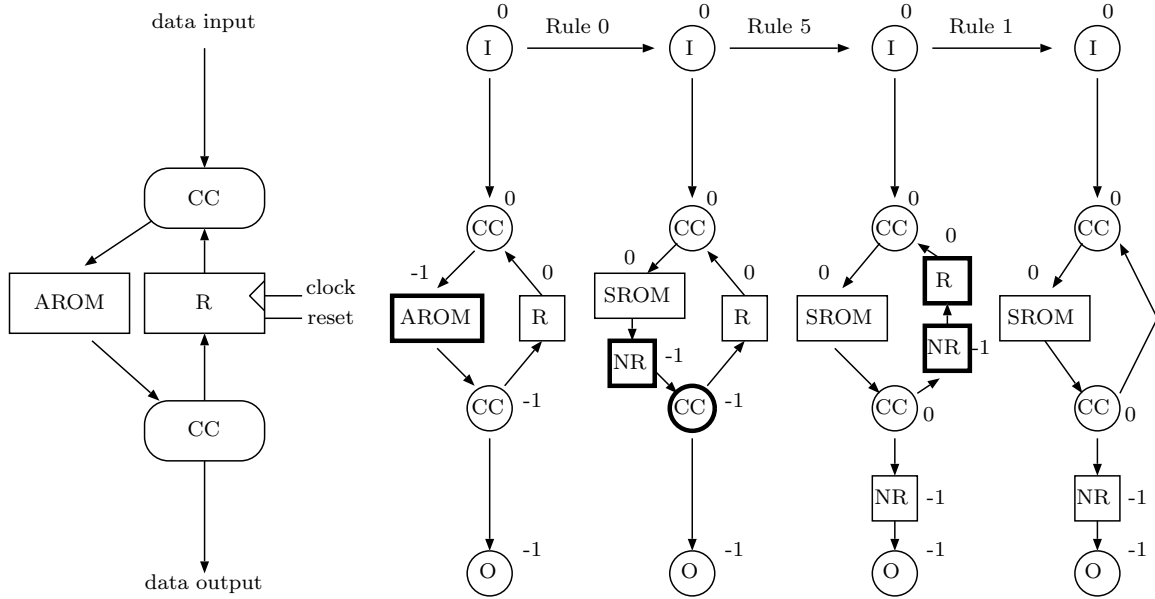 data input
CC
AROM
R
clock
reset
CC
data output
0
I
0
CC
-1
AROM
0
R
CC
-1
-1
O
Rule 0
0
I
0
CC
0
SROM
0
R
NR
-1
CC
-1
-1
O
Rule 5
0
I
0
CC
0
SROM
0
R
NR
-1
CC
0
NR
-1
-1
O
Rule 1
0
I
0
CC
0
SROM
CC
0
NR
-1
-1
O